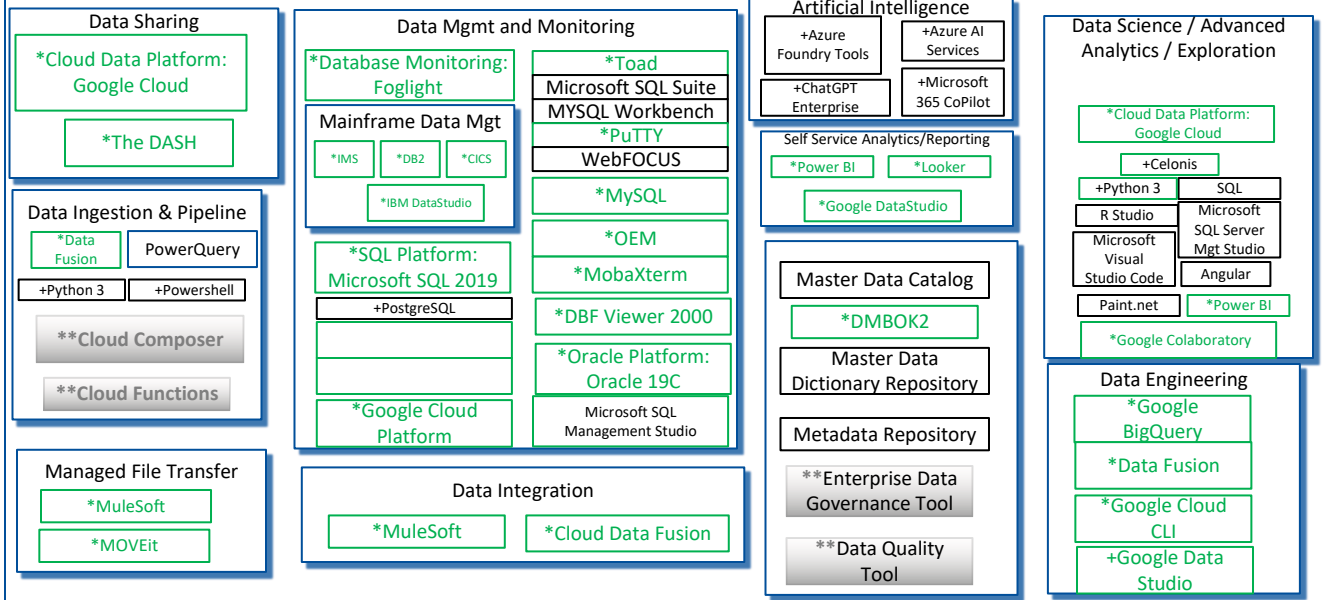 Data Sharing
*Cloud Data Platform:
Google Cloud
*The DASH
Data Ingestion & Pipeline
*Data
Fusion
PowerQuery
+Python 3
+Powershell
**Cloud Composer
**Cloud Functions
Managed File Transfer
*MuleSoft
*MOVEit
Data Mgmt and Monitoring
*Database Monitoring:
Foglight
Mainframe Data Mgt
*IMS
*DB2
*CICS
*IBM DataStudio
*SQL Platform:
Microsoft SQL 2019
+PostgreSQL
*Google Cloud
Platform
*Toad
Microsoft SQL Suite
MYSQL Workbench
*PuTTY
WebFOCUS
*MySQL
*OEM
*MobaXterm
*DBF Viewer 2000
*Oracle Platform:
Oracle 19C
Microsoft SQL
Management Studio
Data Integration
*MuleSoft
*Cloud Data Fusion
Artificial Intelligence
+Azure
Foundry Tools
+Azure AI
Services
+ChatGPT
Enterprise
+Microsoft
365 CoPilot
Self Service Analytics/Reporting
*Power BI
*Looker
*Google DataStudio
Master Data Catalog
*DMBOK2
Master Data
Dictionary Repository
Metadata Repository
**Enterprise Data
Governance Tool
**Data Quality
Tool
Data Science / Advanced
Analytics / Exploration
*Cloud Data Platform:
Google Cloud
+Celonis
+Python 3
SQL
R Studio
Microsoft
SQL Server
Mgt Studio
Microsoft
Visual
Studio Code
Angular
Paint.net
*Power BI
*Google Colaboratory
Data Engineering
*Google
BigQuery
*Data Fusion
*Google Cloud
CLI
+Google Data
Studio